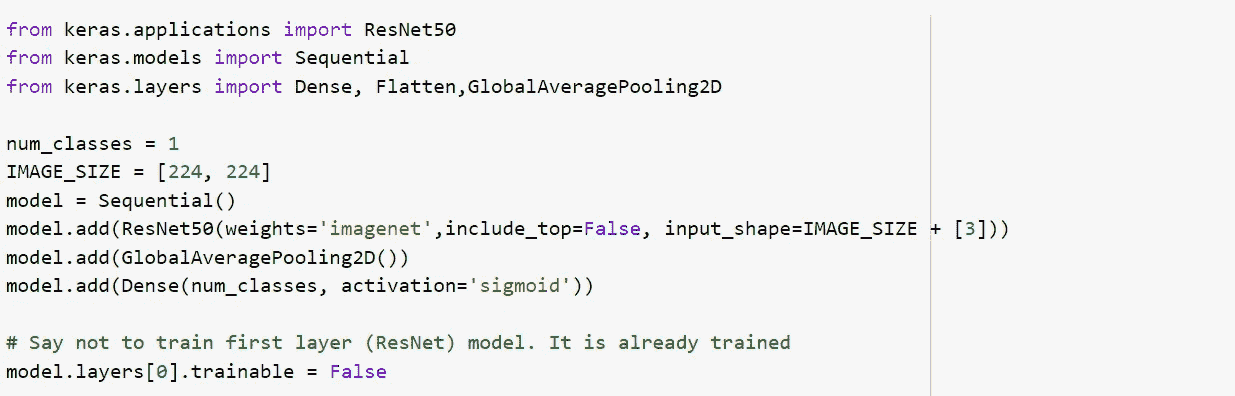 from keras.applications import ResNet50
from keras.models import Sequential
from keras.layers import Dense, Flatten,GlobalAveragePooling2D
num_classes = 1
IMAGE_SIZE = [224, 224]
model = Sequential()
model.add(ResNet50(weights='imagenet',include_top=False, input_shape=IMAGE_SIZE + [3]))
model.add(GlobalAveragePooling2D())
model.add(Dense(num_classes, activation='sigmoid'))
# Say not to train first layer (ResNet) model. It is already trained
model.layers[0].trainable = False